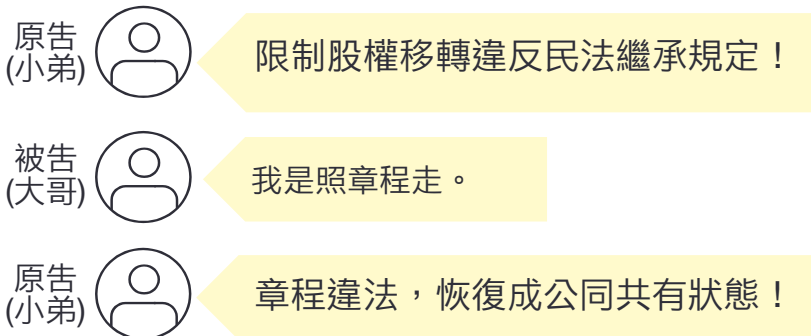 原告
(小弟)
限制股權移轉違反民法繼承規定！
被告
(大哥)
我是照章程走。
原告
(小弟)
章程違法，恢復成公同共有狀態！